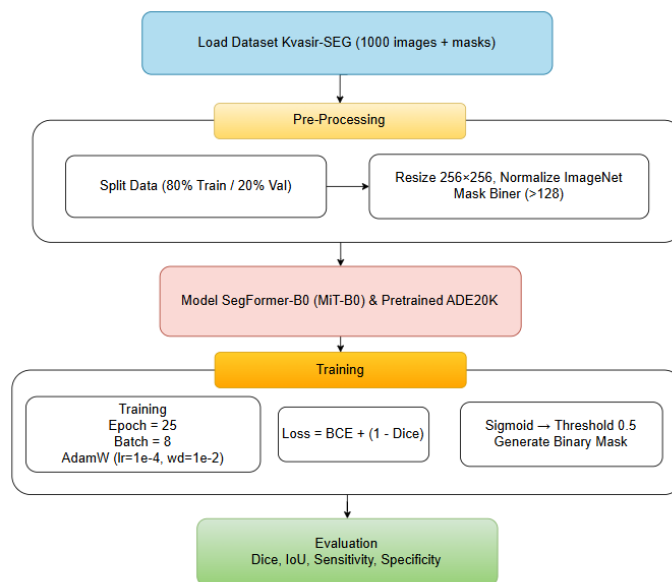 Load Dataset Kvasir-SEG (1000 images + masks)
Pre-Processing
Split Data (80% Train / 20% Val)
Resize 256×256, Normalize ImageNet
Mask Biner (>128)
Model SegFormer-B0 (MiT-B0) & Pretrained ADE20K
Training
Training
Epoch = 25
Batch = 8
AdamW (lr=1e-4, wd=1e-2)
Loss = BCE + (1 - Dice)
Sigmoid → Threshold 0.5
Generate Binary Mask
Evaluation
Dice, IoU, Sensitivity, Specificity